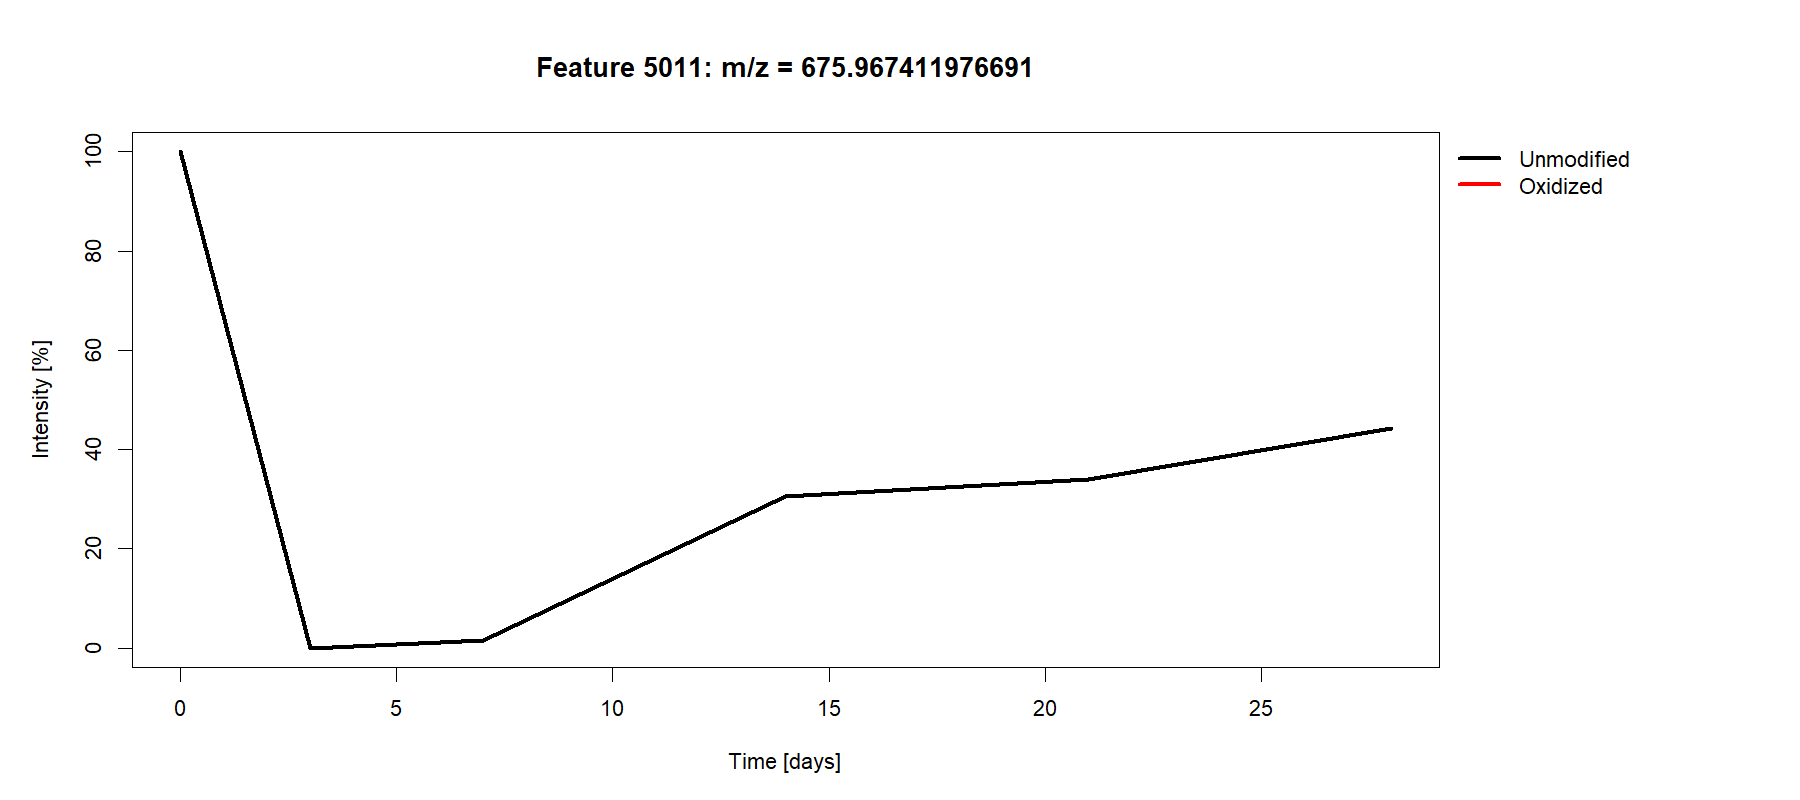 Feature 5011: m/z = 675.967411976691
Unmodified
Oxidized
Intensity [%]
100
80
60
40
20
0
0 5 10 15 20 25
Time [days]